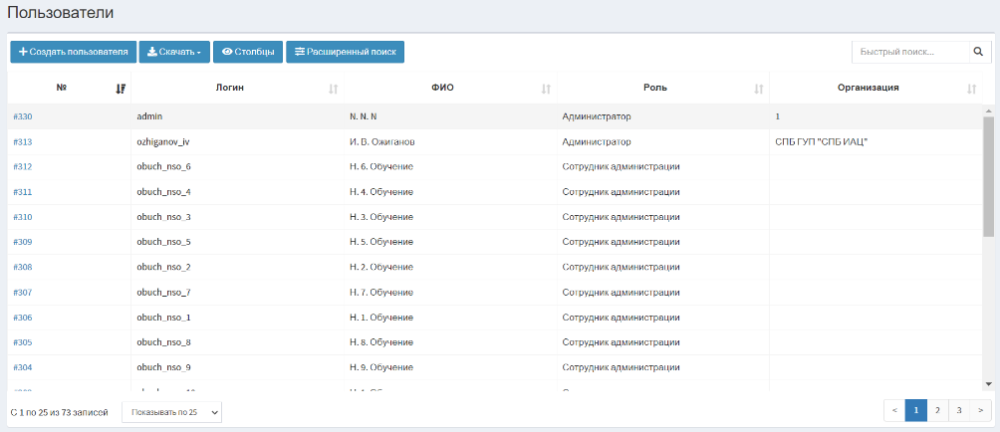 Пользователи
Создать пользователя Скачать Столбцы Расширенный поиск Быстрый поиск...
№ Логин ФИО Роль Организация
#330 admin N. N. N Администратор 1
#313 ozhiganov_iv И. В. Ожиганов Администратор СПБ ГУП "СПБ ИАЦ"
#312 obuch_nso_6 Н. 6. Обучение Сотрудник администрации
#311 obuch_nso_4 Н. 4. Обучение Сотрудник администрации
#310 obuch_nso_3 Н. 3. Обучение Сотрудник администрации
#309 obuch_nso_5 Н. 5. Обучение Сотрудник администрации
#308 obuch_nso_2 Н. 2. Обучение Сотрудник администрации
#307 obuch_nso_7 Н. 7. Обучение Сотрудник администрации
#306 obuch_nso_1 Н. 1. Обучение Сотрудник администрации
#305 obuch_nso_8 Н. 8. Обучение Сотрудник администрации
#304 obuch_nso_9 Н. 9. Обучение Сотрудник администрации
С 1 по 25 из 73 записей Показывать по 25 < 1 2 3 >